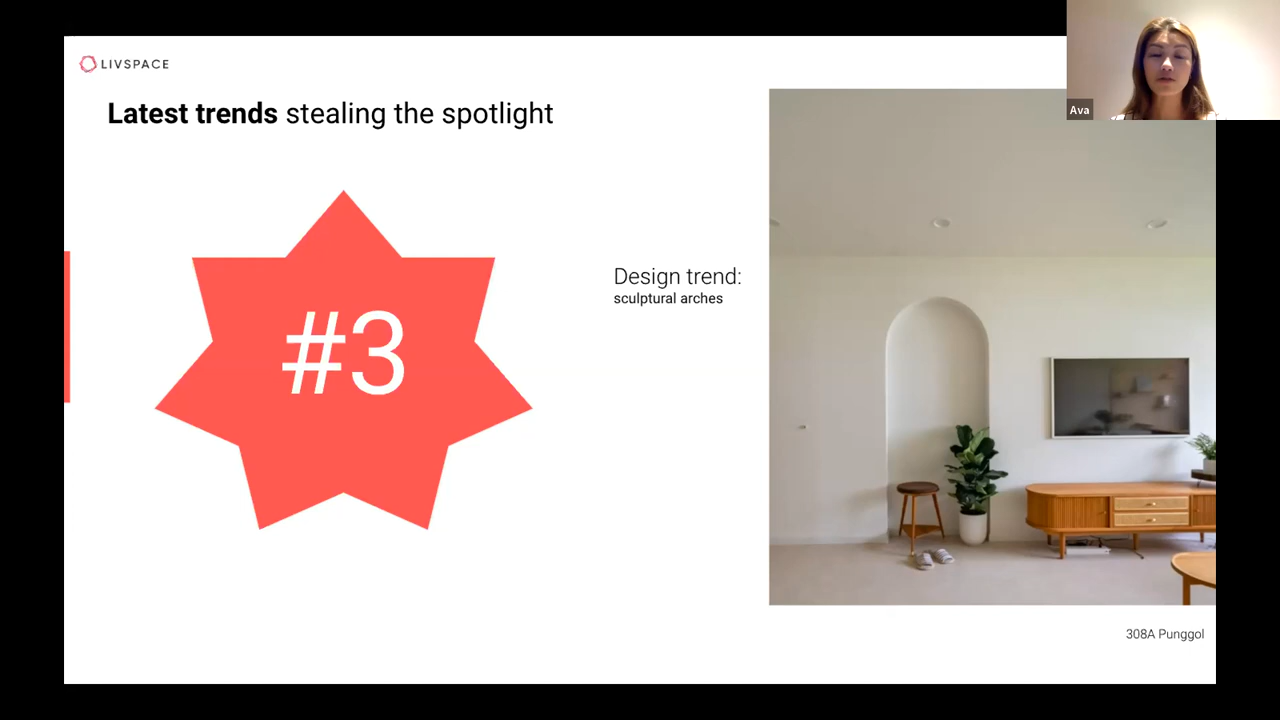 LIVSPACE
Latest trends stealing the spotlight
Ava
#3
Design trend:
sculptural arches
308A Punggol